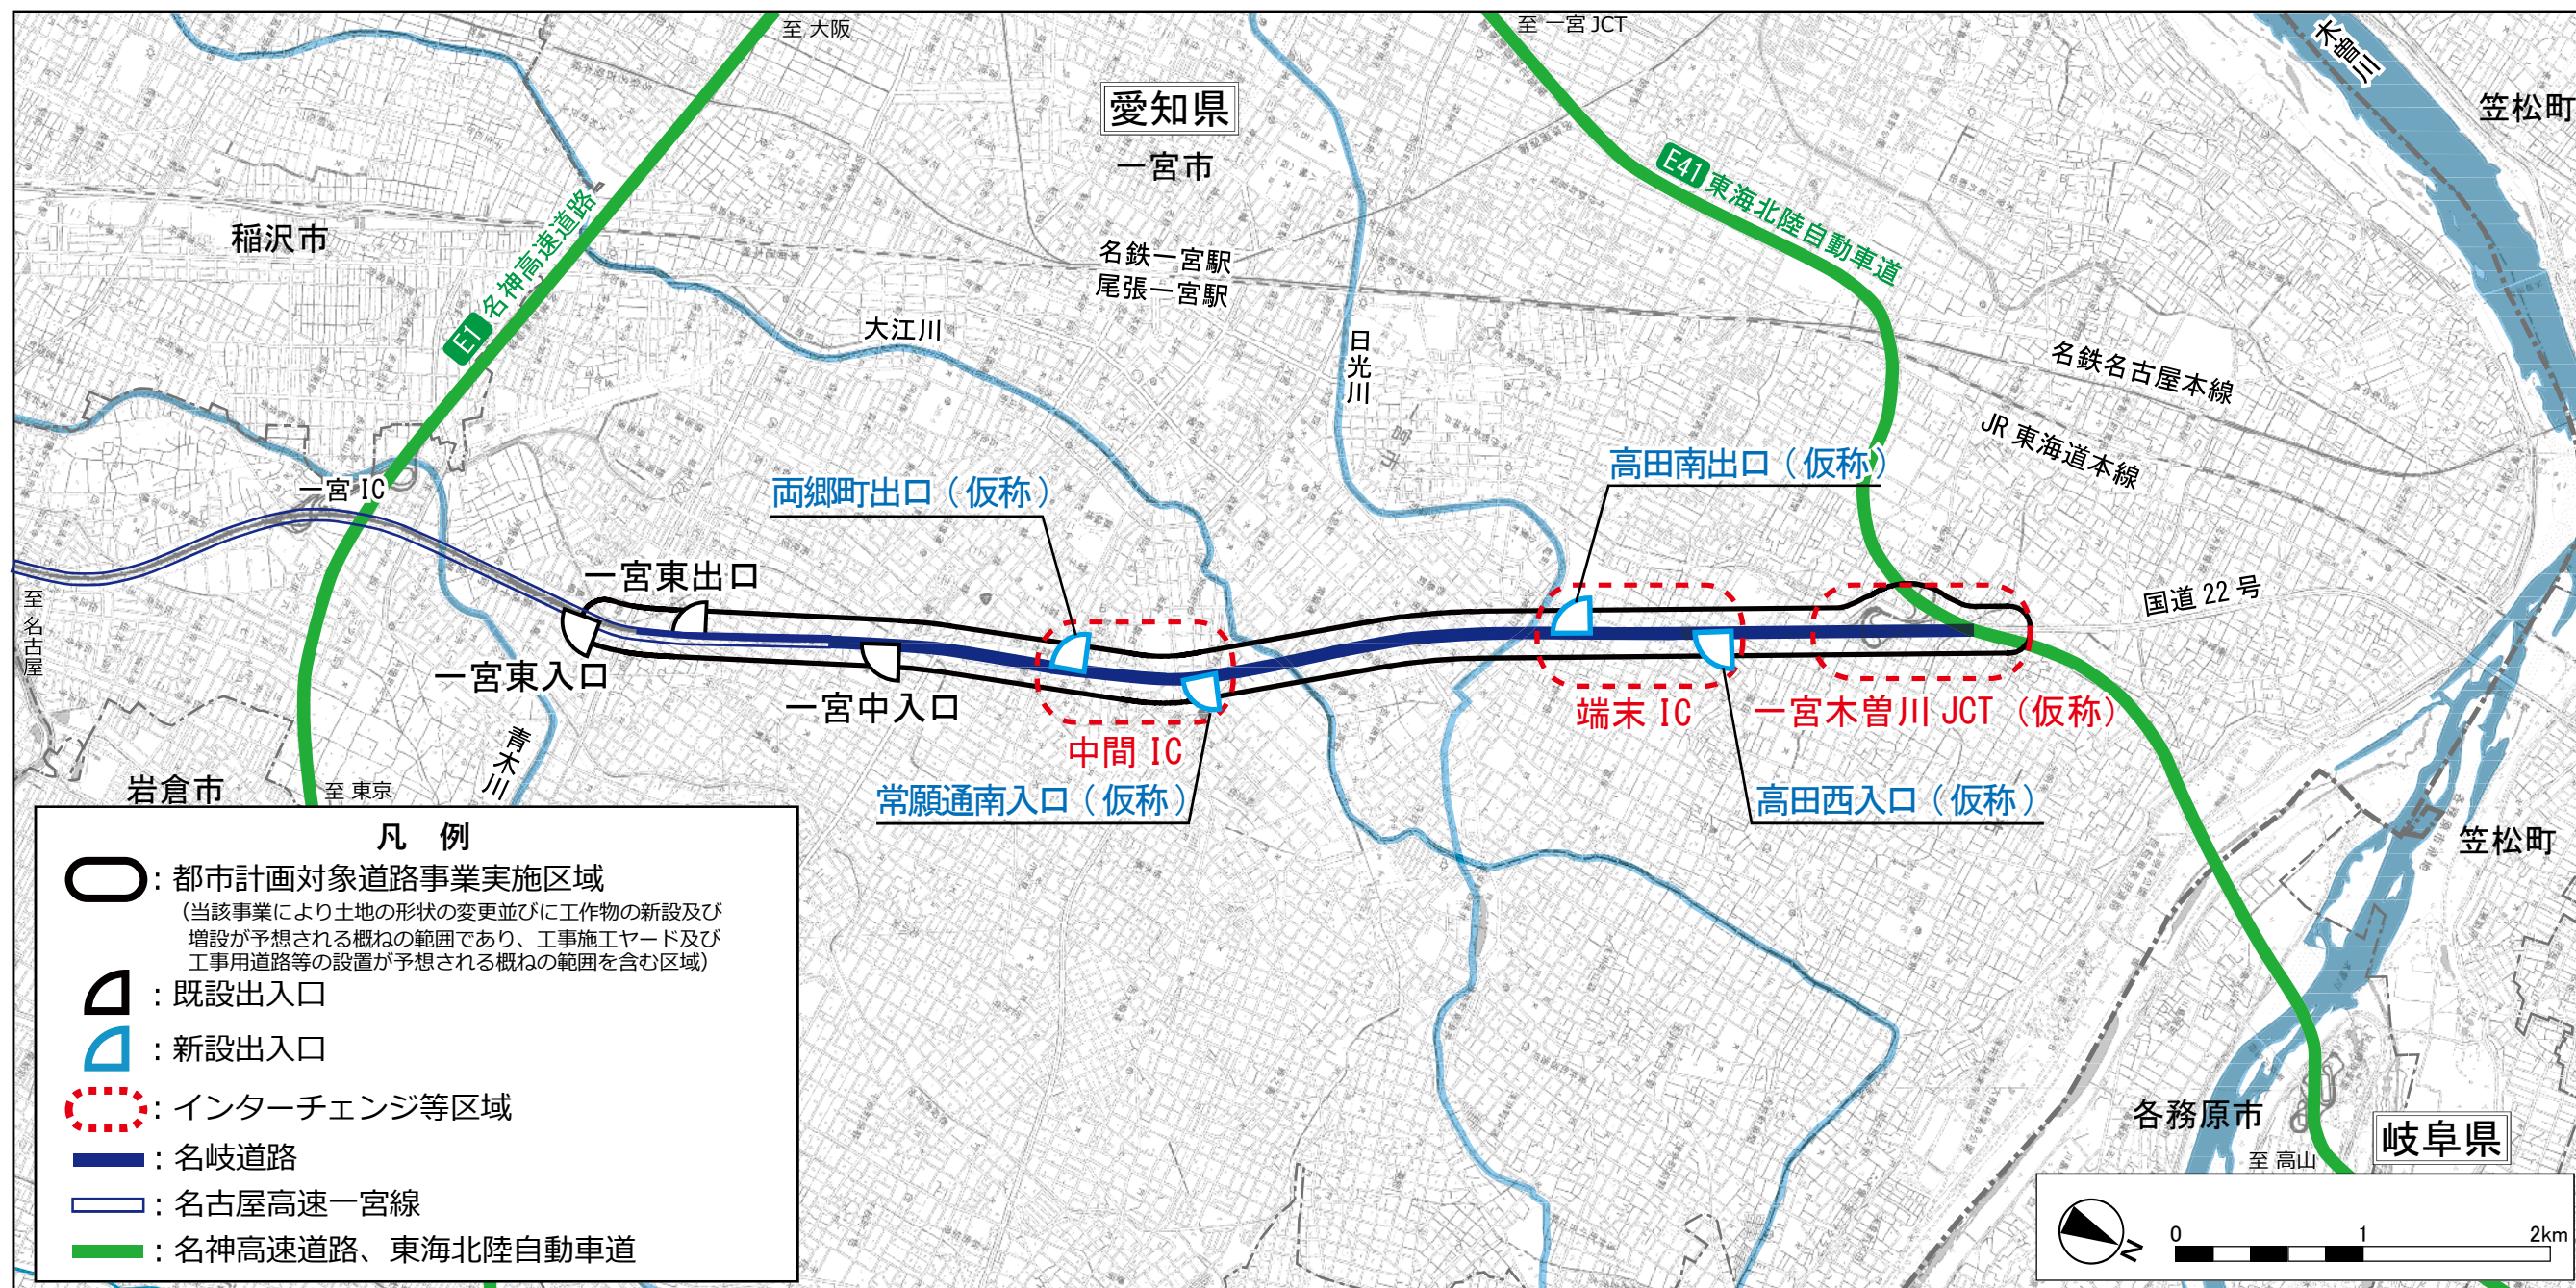 至 大阪
至 一宮 JCT
木曽川
愛知県
笠松町
一宮市
E41 東海北陸自動車道
稲沢市
E1 名神高速道路
名鉄一宮駅
尾張一宮駅
大江川
日光川
名鉄名古屋本線
JR 東海道本線
高田南出口（仮称）
一宮 IC
両郷町出口（仮称）
一宮東出口
国道 22 号
至 名古屋
一宮東入口
一宮中入口
端末 IC
一宮木曽川 JCT（仮称）
中間 IC
青木川
岩倉市
至 東京
常願通南入口（仮称）
高田西入口（仮称）
笠松町
凡 例
：都市計画対象道路事業実施区域
（当該事業により土地の形状の変更並びに工作物の新設及び
増設が予想される概ねの範囲であり、工事施工ヤード及び
工事用道路等の設置が予想される概ねの範囲を含む区域）
：既設出入口
：新設出入口
：インターチェンジ等区域
：名岐道路
：名古屋高速一宮線
：名神高速道路、東海北陸自動車道
各務原市
岐阜県
至 高山
N
0 1 2km